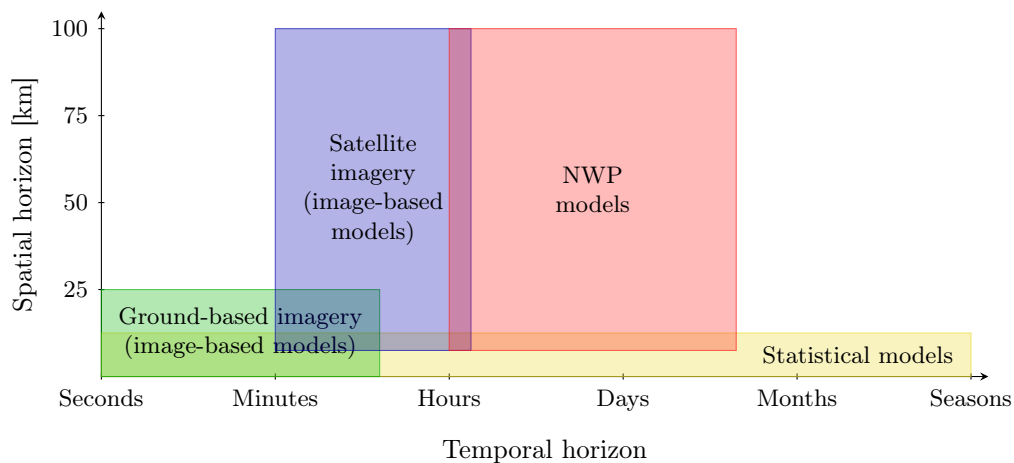 100
75
50
25
Spatial horizon [km]
Satellite
imagery
(image-based
models)
NWP
models
Ground-based imagery
(image-based models)
Statistical models
Seconds Minutes Hours Days Months Seasons
Temporal horizon